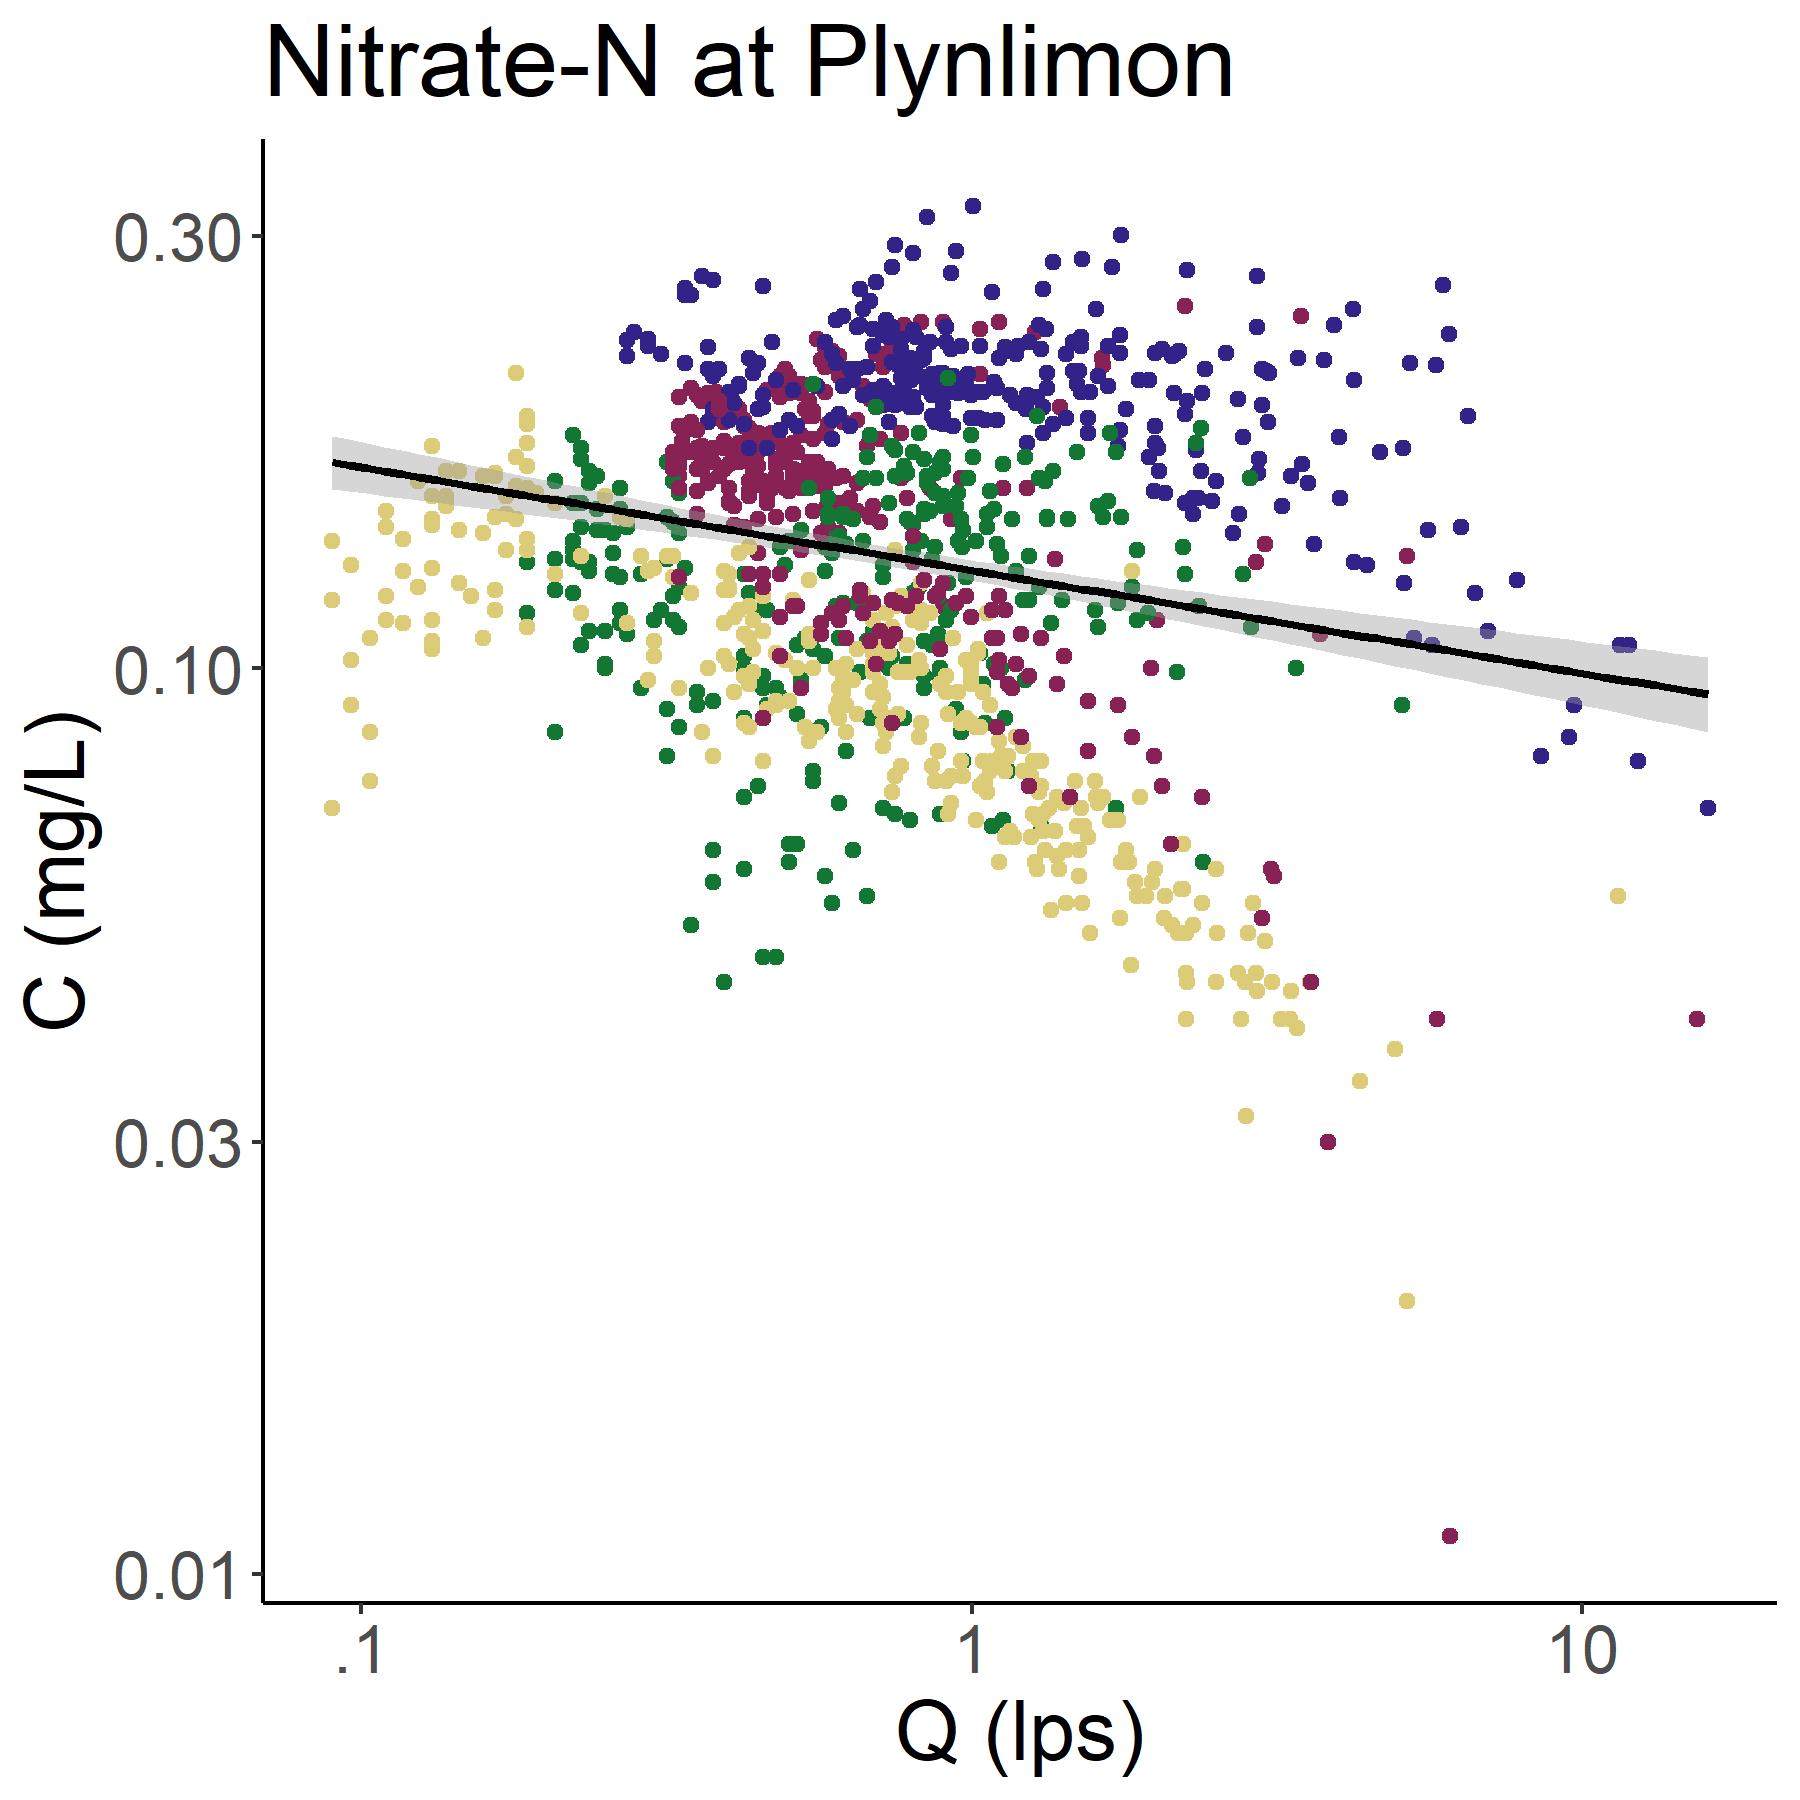 Nitrate-N at Plynlimon
0.30
0.10
0.03
0.01
C (mg/L)
.1
1
10
Q (lps)